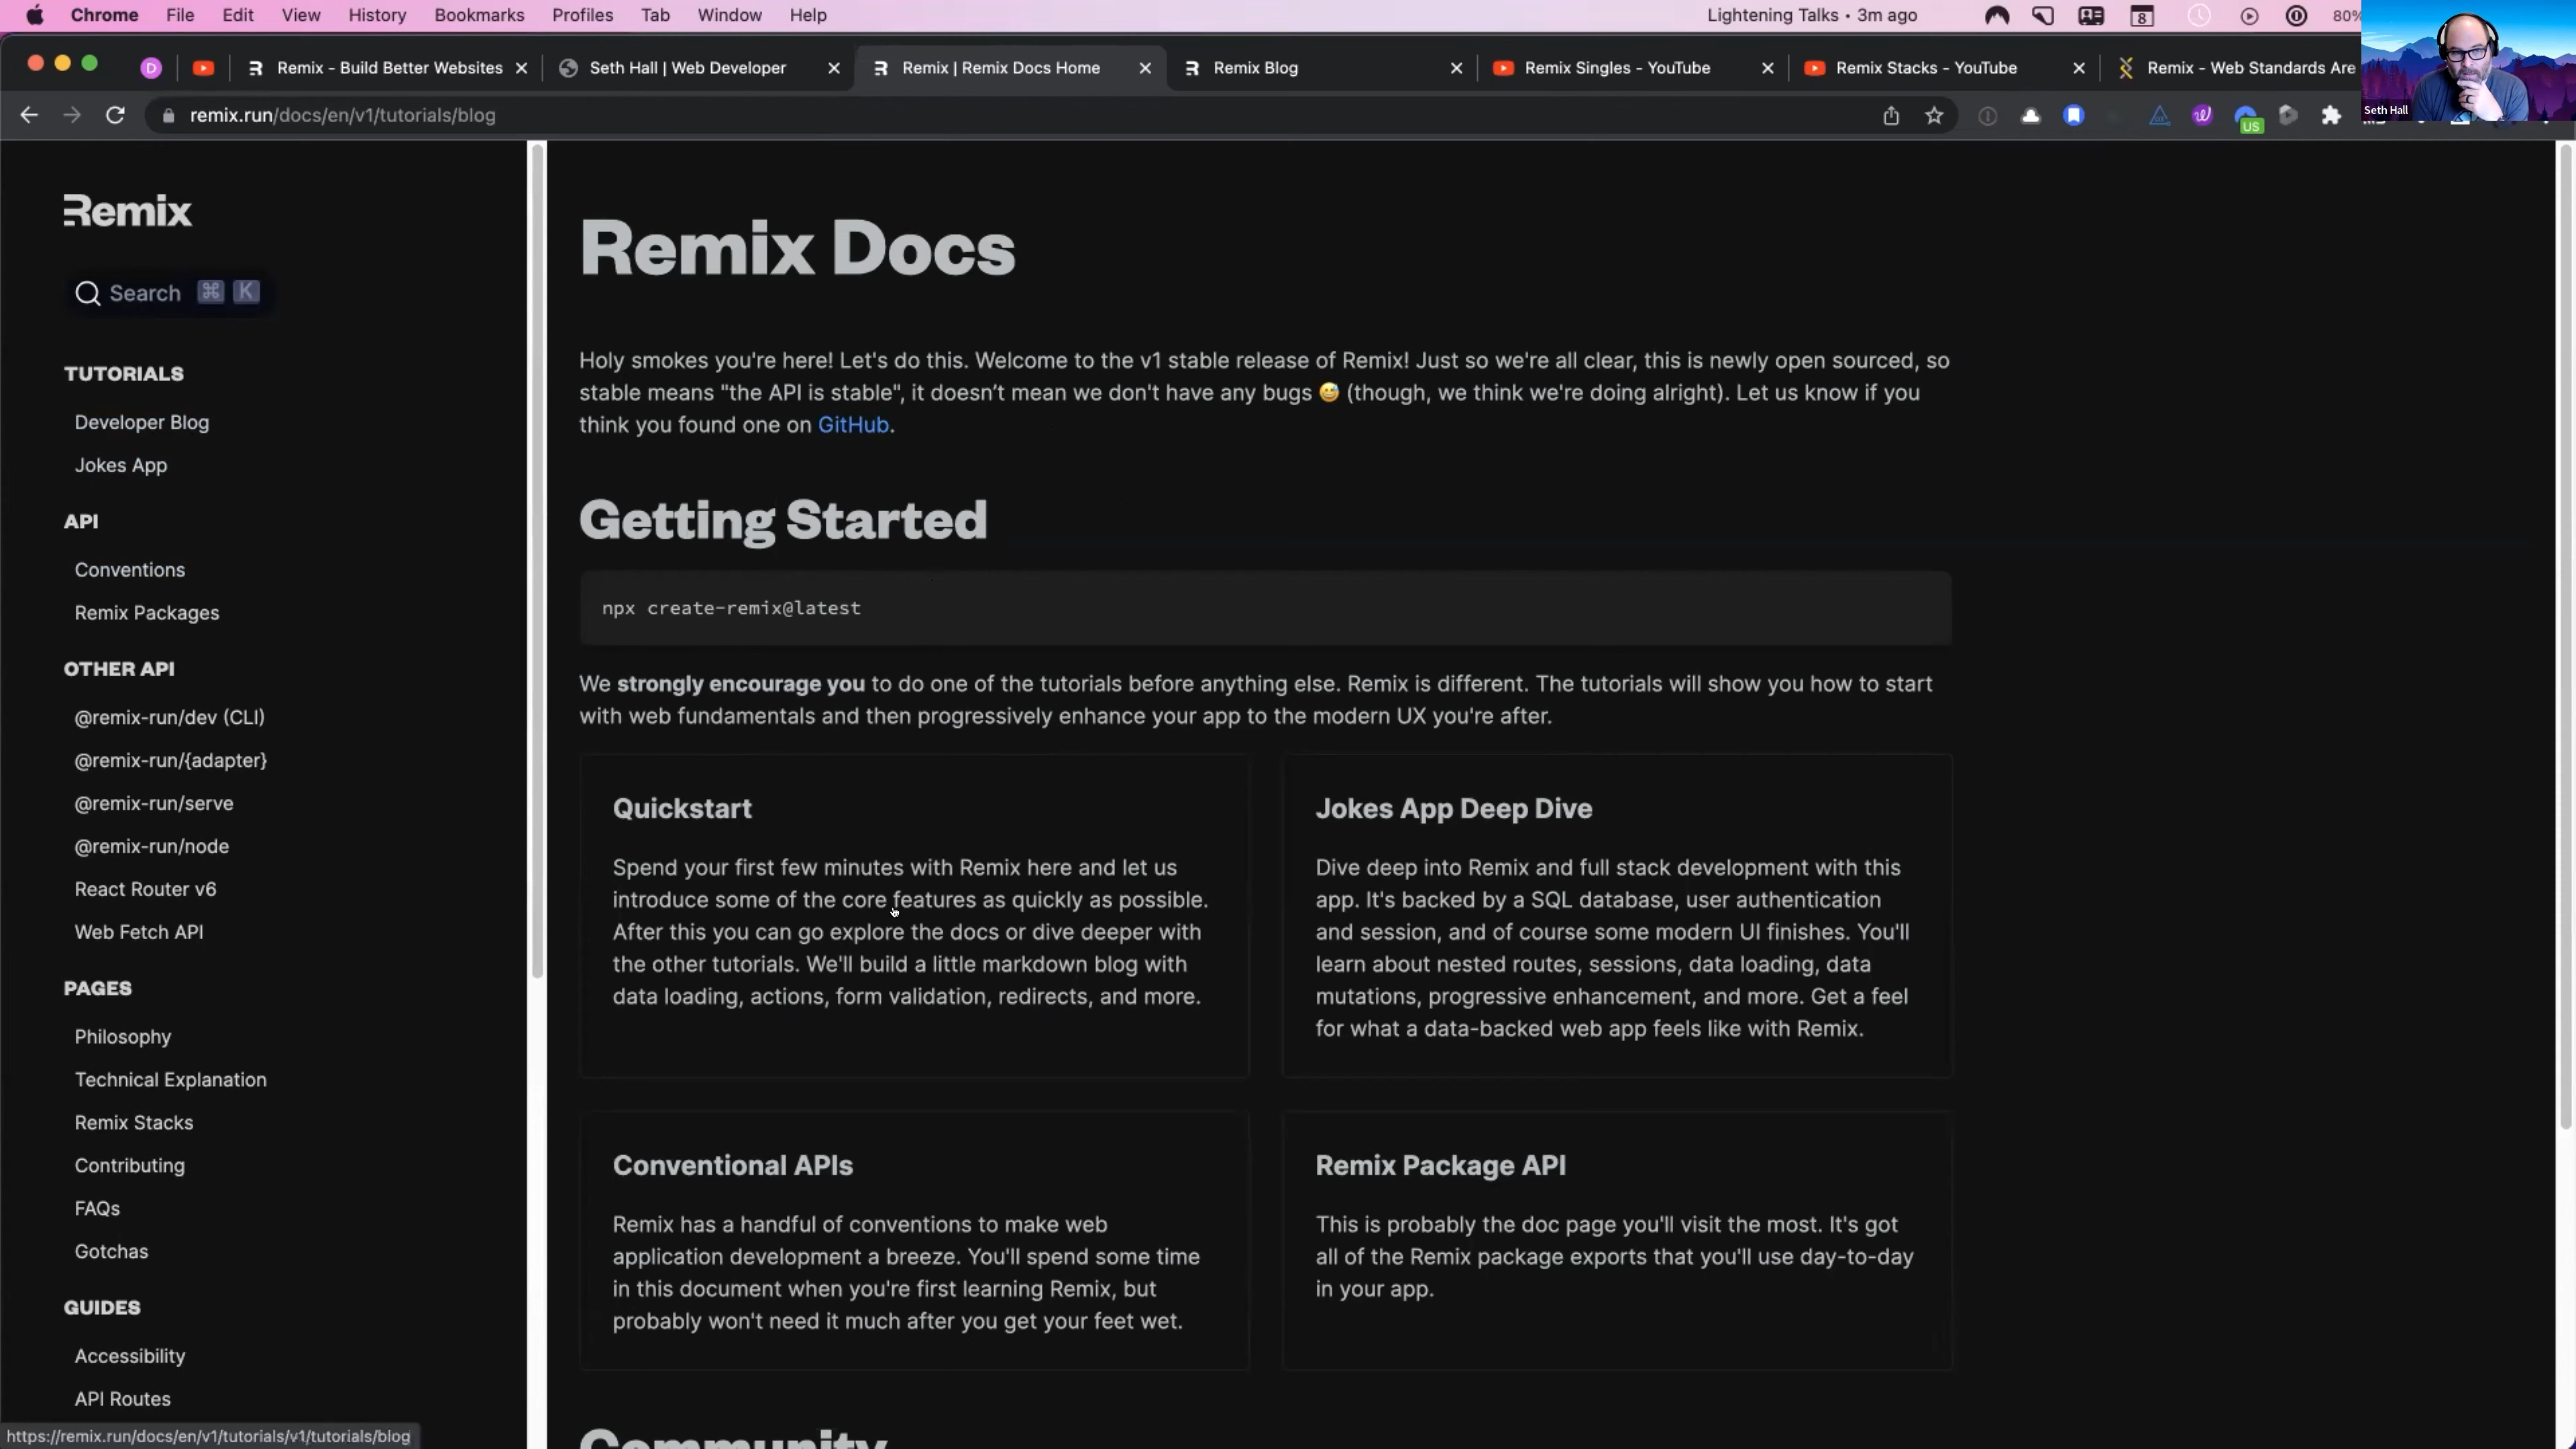 Chrome File Edit View History Bookmarks Profiles Tab Window Help
Lightening Talks • 3m ago
8
80%
D
Remix - Build Better Websites
Seth Hall | Web Developer
Remix | Remix Docs Home
Remix Blog
Remix Singles - YouTube
Remix Stacks - YouTube
Remix - Web Standards Are
Seth Hall
remix.run/docs/en/v1/tutorials/blog
US
Remix
Search ⌘ K
TUTORIALS
Developer Blog
Jokes App
API
Conventions
Remix Packages
OTHER API
@remix-run/dev (CLI)
@remix-run/{adapter}
@remix-run/serve
@remix-run/node
React Router v6
Web Fetch API
PAGES
Philosophy
Technical Explanation
Remix Stacks
Contributing
FAQs
Gotchas
GUIDES
Accessibility
API Routes
https://remix.run/docs/en/v1/tutorials/v1/tutorials/blog
Remix Docs
Holy smokes you're here! Let's do this. Welcome to the v1 stable release of Remix! Just so we're all clear, this is newly open sourced, so
stable means "the API is stable", it doesn’t mean we don't have any bugs 😅 (though, we think we're doing alright). Let us know if you
think you found one on GitHub.
Getting Started
npx create-remix@latest
We strongly encourage you to do one of the tutorials before anything else. Remix is different. The tutorials will show you how to start
with web fundamentals and then progressively enhance your app to the modern UX you're after.
Quickstart
Spend your first few minutes with Remix here and let us
introduce some of the core features as quickly as possible.
After this you can go explore the docs or dive deeper with
the other tutorials. We'll build a little markdown blog with
data loading, actions, form validation, redirects, and more.
Jokes App Deep Dive
Dive deep into Remix and full stack development with this
app. It's backed by a SQL database, user authentication
and session, and of course some modern UI finishes. You'll
learn about nested routes, sessions, data loading, data
mutations, progressive enhancement, and more. Get a feel
for what a data-backed web app feels like with Remix.
Conventional APIs
Remix has a handful of conventions to make web
application development a breeze. You'll spend some time
in this document when you're first learning Remix, but
probably won't need it much after you get your feet wet.
Remix Package API
This is probably the doc page you'll visit the most. It's got
all of the Remix package exports that you'll use day-to-day
in your app.
Community